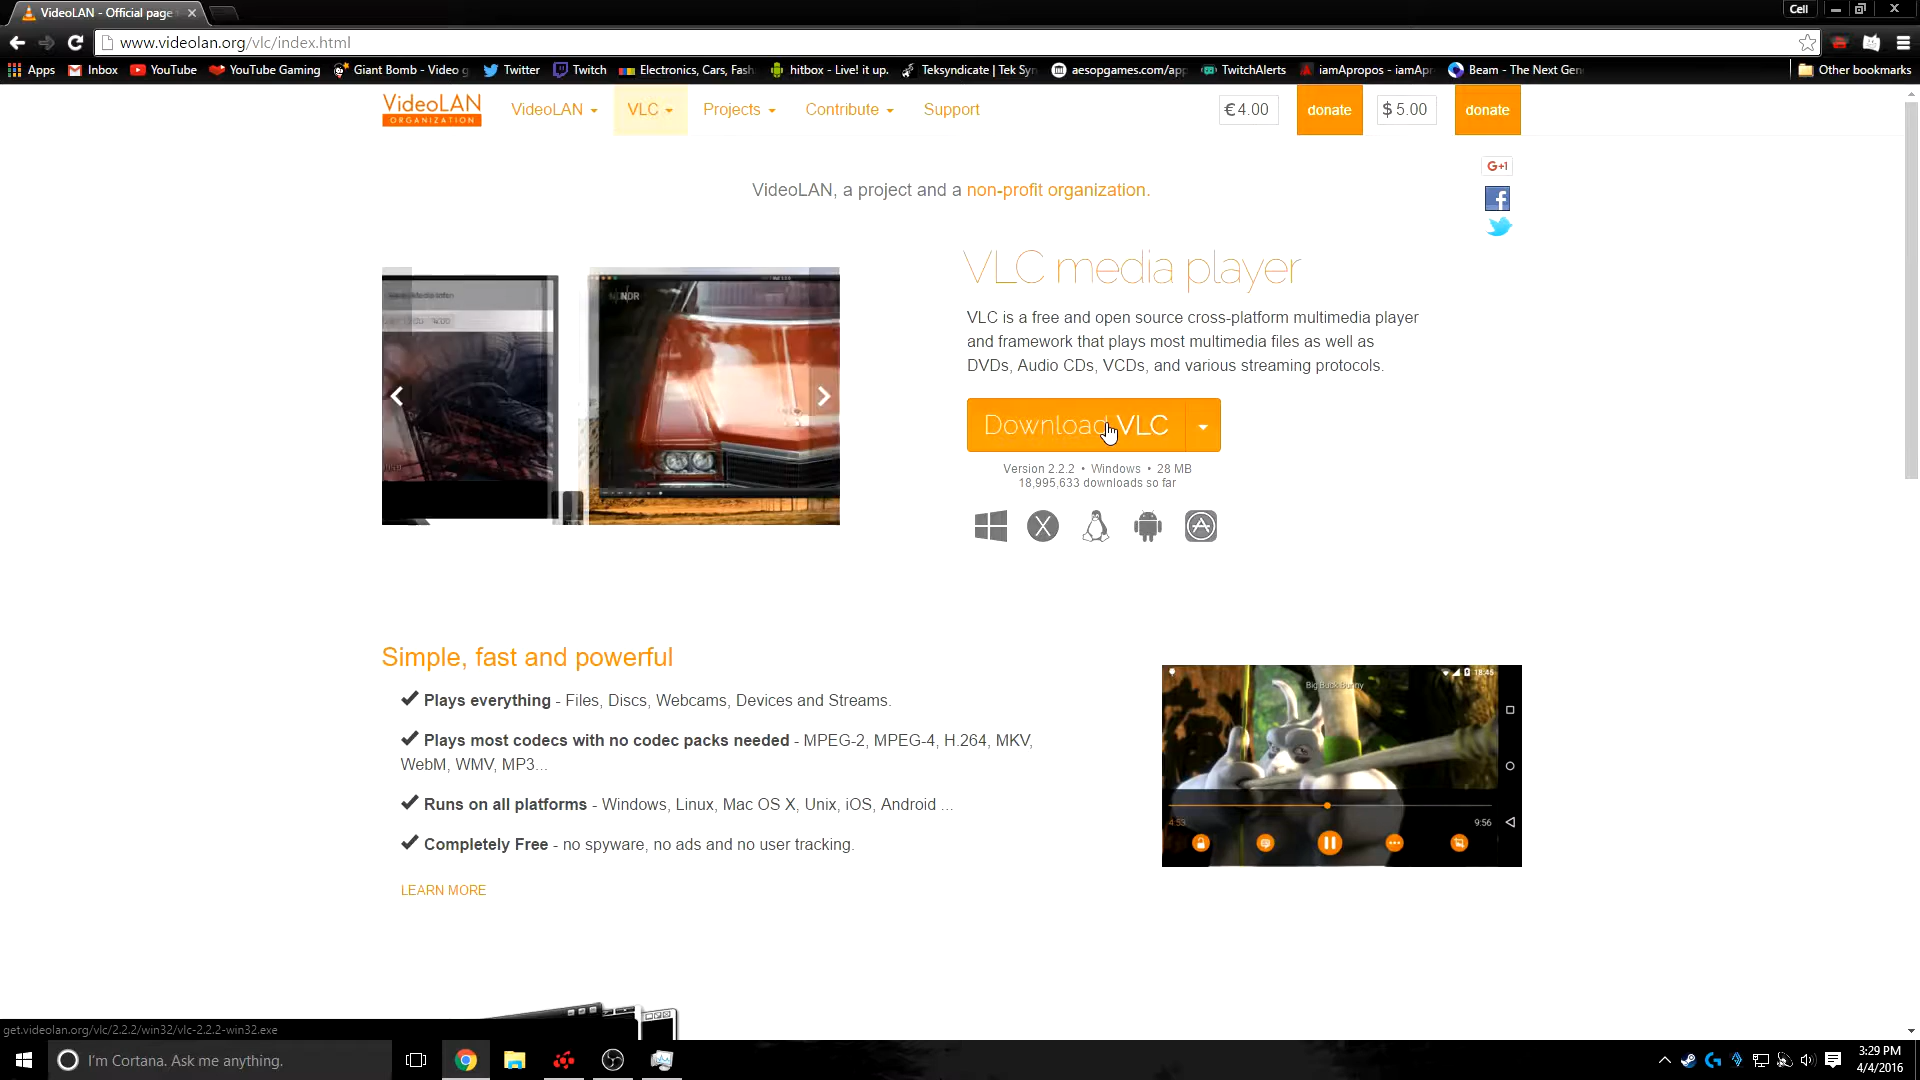 VideoLAN - Official page
Cell
www.videolan.org/vlc/index.html
Apps
Inbox
YouTube
YouTube Gaming
Giant Bomb - Video g
Twitter
Twitch
Electronics, Cars, Fash
hitbox - Live! it up.
Teksyndicate | Tek Syn
aesopgames.com/app
TwitchAlerts
iamApropos - iamApr
Beam - The Next Gen
Other bookmarks
VideoLAN
ORGANIZATION
VideoLAN
VLC
Projects
Contribute
Support
€ 4.00
donate
$ 5.00
donate
G+1
VideoLAN, a project and a non-profit organization.
VLC media player
VLC is a free and open source cross-platform multimedia player
and framework that plays most multimedia files as well as
DVDs, Audio CDs, VCDs, and various streaming protocols.
NDR
Download VLC
Version 2.2.2 • Windows • 28 MB
18,995,633 downloads so far
Simple, fast and powerful
Plays everything - Files, Discs, Webcams, Devices and Streams.
Plays most codecs with no codec packs needed - MPEG-2, MPEG-4, H.264, MKV,
WebM, WMV, MP3...
Runs on all platforms - Windows, Linux, Mac OS X, Unix, iOS, Android ...
Completely Free - no spyware, no ads and no user tracking.
LEARN MORE
18:45
Big Buck Bunny
4:53
9:56
get.videolan.org/vlc/2.2.2/win32/vlc-2.2.2-win32.exe
I'm Cortana. Ask me anything.
3:29 PM
4/4/2016